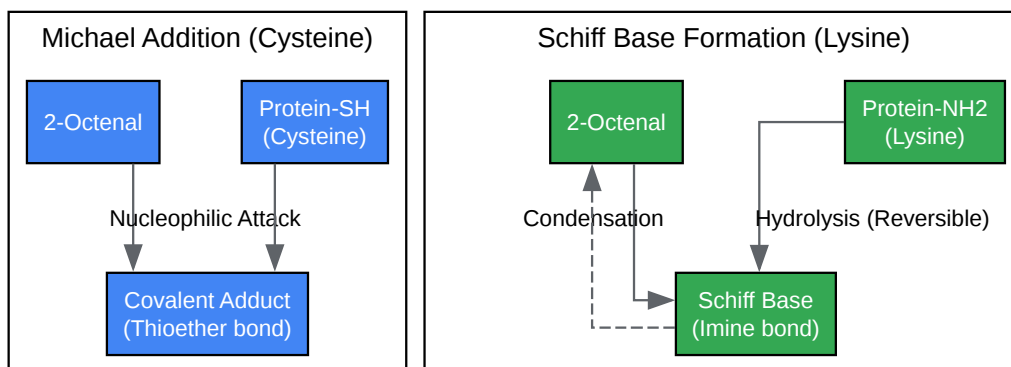 Michael Addition (Cysteine)
2-Octenal
Protein-SH
(Cysteine)
Nucleophilic Attack
Covalent Adduct
(Thioether bond)
Schiff Base Formation (Lysine)
2-Octenal
Protein-NH2
(Lysine)
Condensation
Hydrolysis (Reversible)
Schiff Base
(Imine bond)